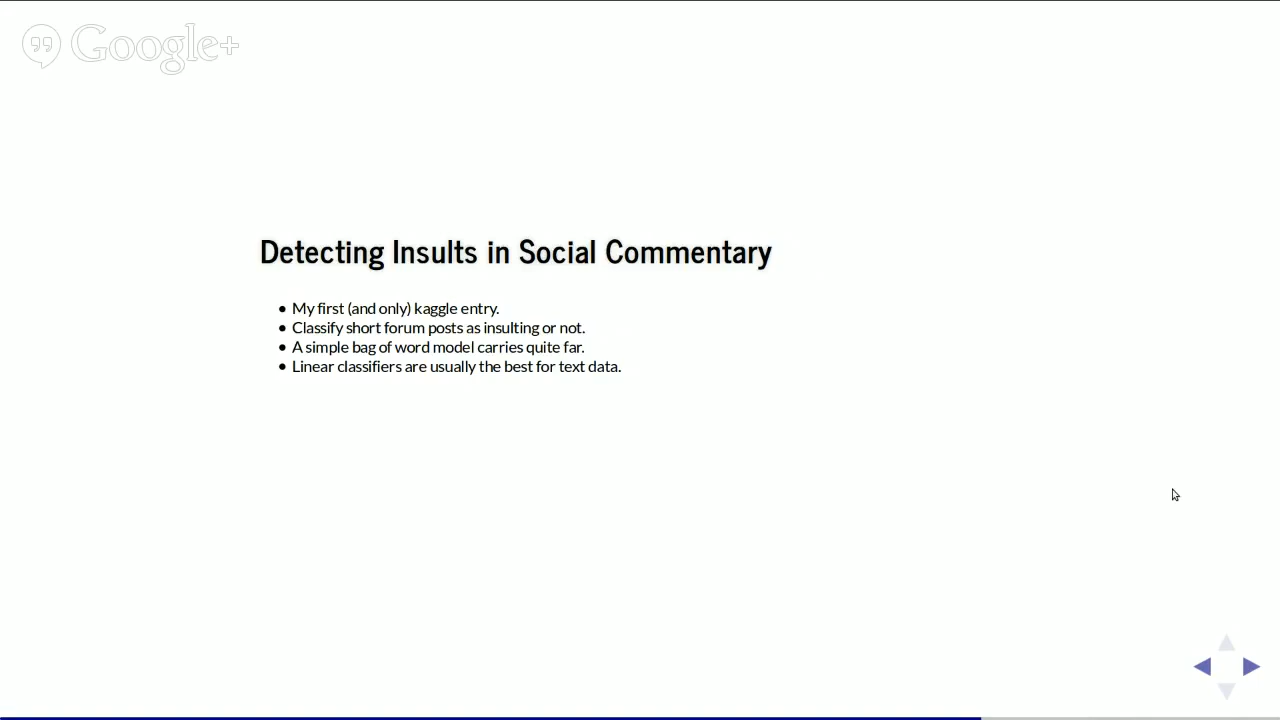 Google+
Detecting Insults in Social Commentary
• My first (and only) kaggle entry.
• Classify short forum posts as insulting or not.
• A simple bag of word model carries quite far.
• Linear classifiers are usually the best for text data.